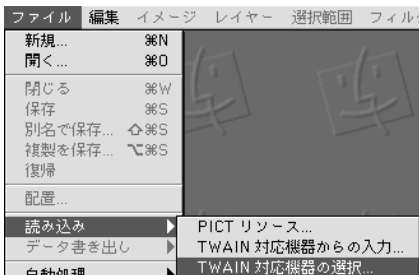 ファイル 編集 イメージ レイヤー 選択範囲 フィル
新規... ⌘N
開く... ⌘O
閉じる ⌘W
保存 ⌘S
別名で保存... ⇧⌘S
複製を保存... ⌥⌘S
復帰
配置...
読み込み ▶
データ書き出し ▶
自動処理
PICT リソース...
TWAIN 対応機器からの入力...
TWAIN 対応機器の選択...